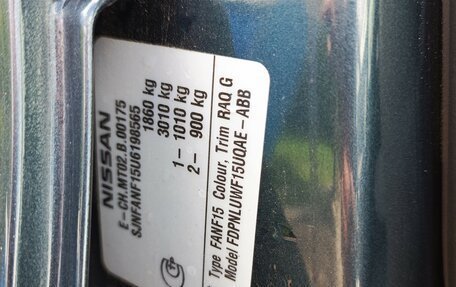 NISSAN
E-CH.MT02.B.00175
SJNFANF15U6198565
1860 kg
3010 kg
1- 1010 kg
2- 900 kg
Type FANF15 Colour, Trim RAQ G
Model FDPNLUWF15UQAE-ABB